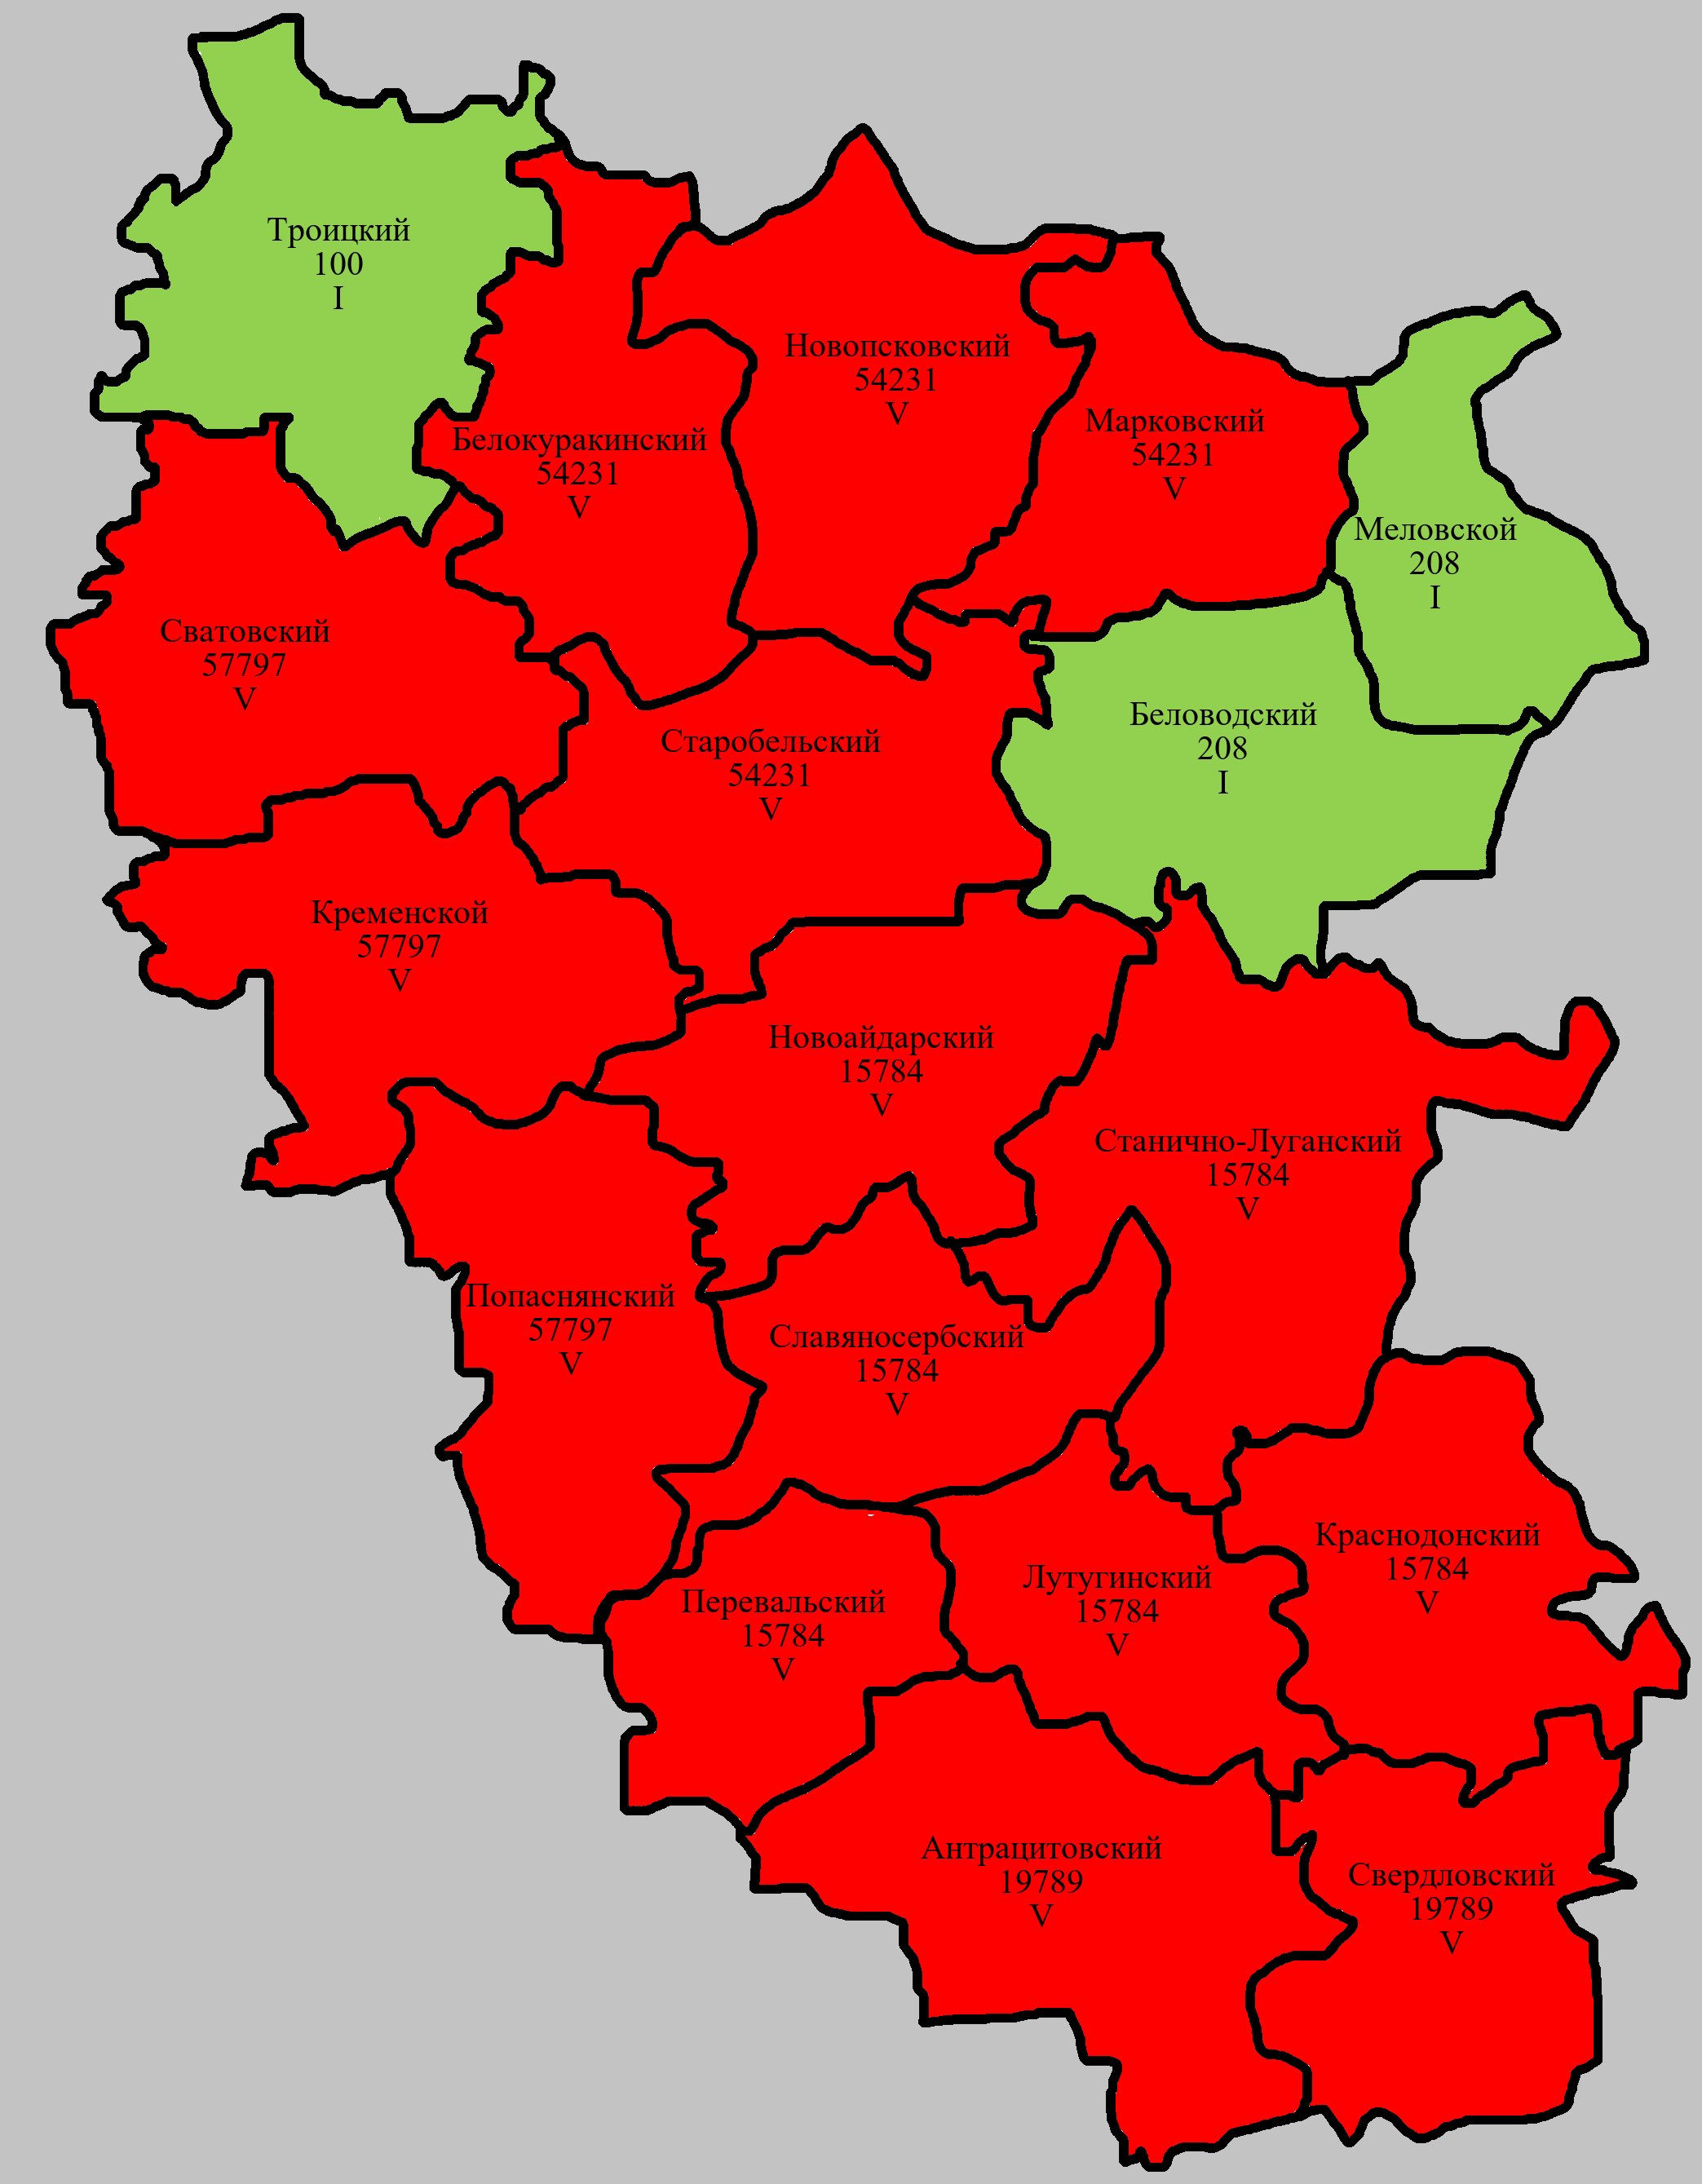 Троицкий
100
I
Новопсковский
54231
V
Белокуракинский
54231
V
Марковский
54231
V
Меловской
208
I
Сватовский
57797
V
Беловодский
208
I
Старобельский
54231
V
Кременской
57797
V
Новоайдарский
15784
V
Станично-Луганский
15784
V
Попаснянский
57797
V
Славяносербский
15784
V
Краснодонский
15784
V
Лутугинский
15784
V
Перевальский
15784
V
Антрацитовский
19789
V
Свердловский
19789
V